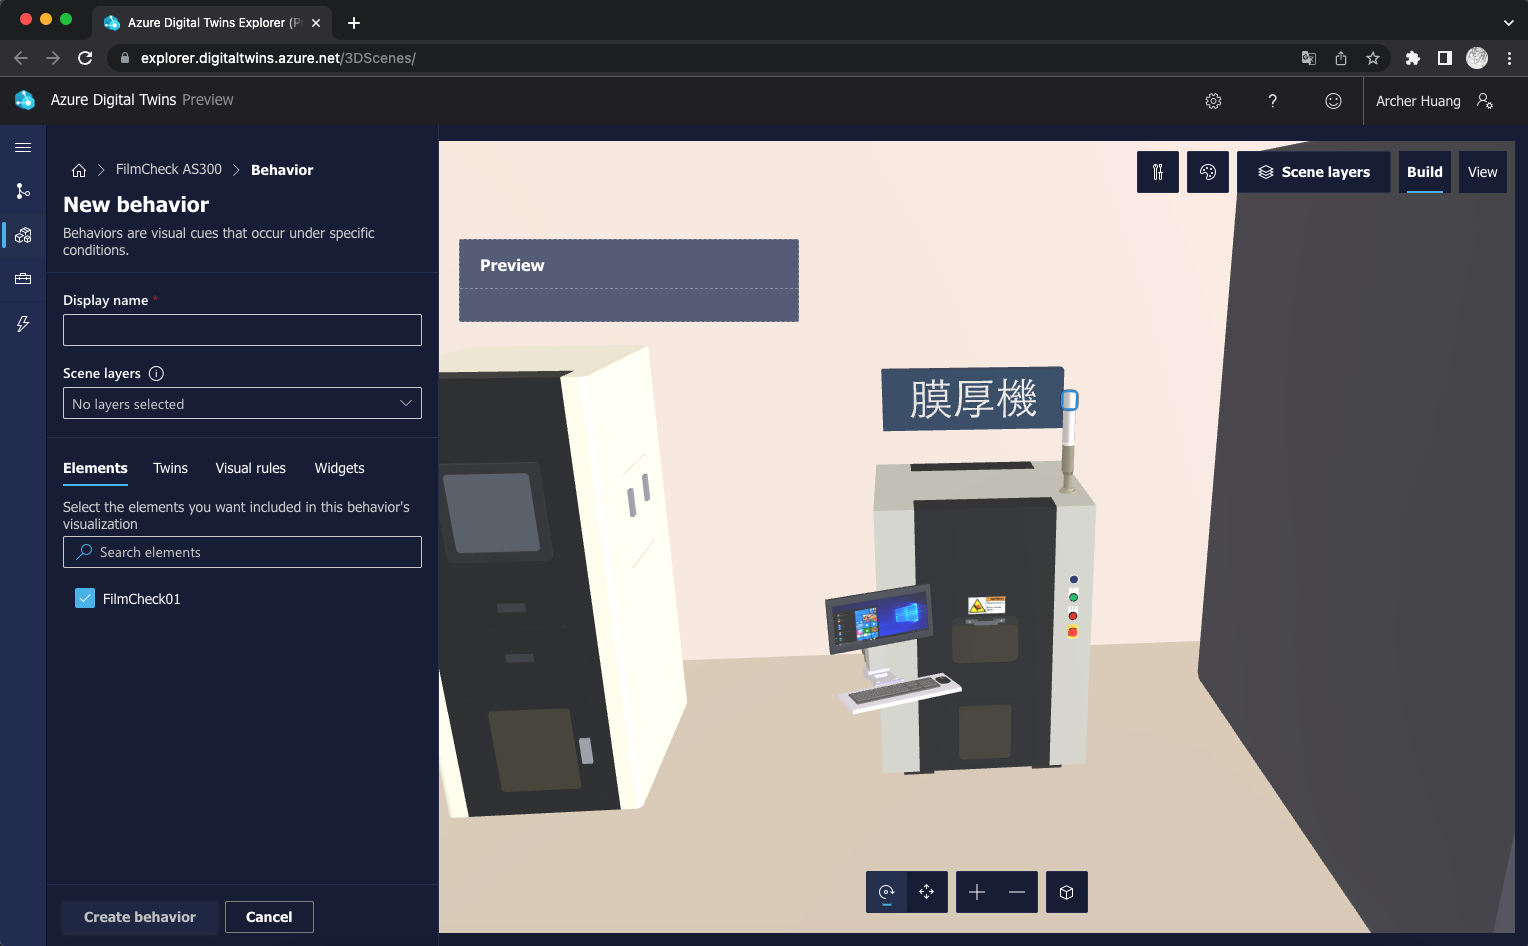 Azure Digital Twins Explorer (P
explorer.digitaltwins.azure.net/3DScenes/
Azure Digital Twins Preview
?
Archer Huang
FilmCheck AS300
Behavior
New behavior
Behaviors are visual cues that occur under specific
conditions.
Display name *
Scene layers
No layers selected
Elements Twins Visual rules Widgets
Select the elements you want included in this behavior's
visualization
Search elements
FilmCheck01
Create behavior
Cancel
Scene layers
Build
View
Preview
膜厚機